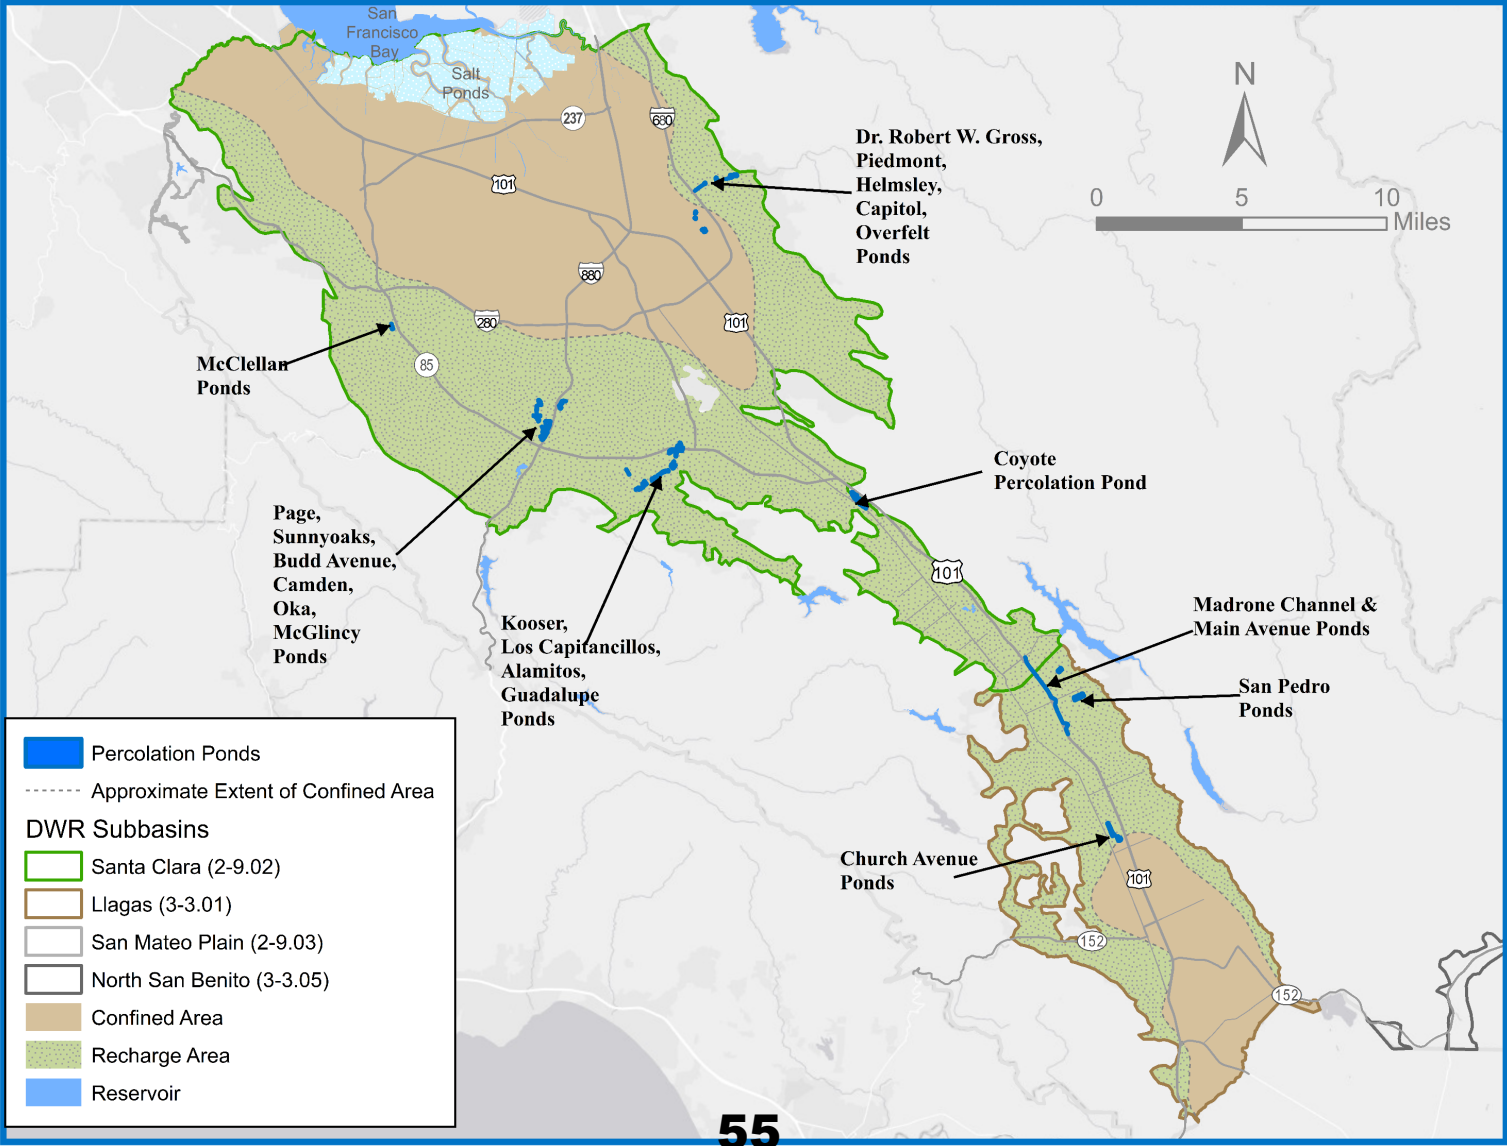 San
Francisco
Bay
Salt
Ponds
237
680
101
880
280
101
85
N
0 5 10
Miles
Dr. Robert W. Gross,
Piedmont,
Helmsley,
Capitol,
Overfelt
Ponds
McClellan
Ponds
Coyote
Percolation Pond
Page,
Sunnyoaks,
Budd Avenue,
Camden,
Oka,
McGlincy
Ponds
Kooser,
Los Capitancillos,
Alamitos,
Guadalupe
Ponds
101
Madrone Channel &
Main Avenue Ponds
San Pedro
Ponds
Church Avenue
Ponds
101
152
152
Percolation Ponds
Approximate Extent of Confined Area
DWR Subbasins
Santa Clara (2-9.02)
Llagas (3-3.01)
San Mateo Plain (2-9.03)
North San Benito (3-3.05)
Confined Area
Recharge Area
Reservoir
55